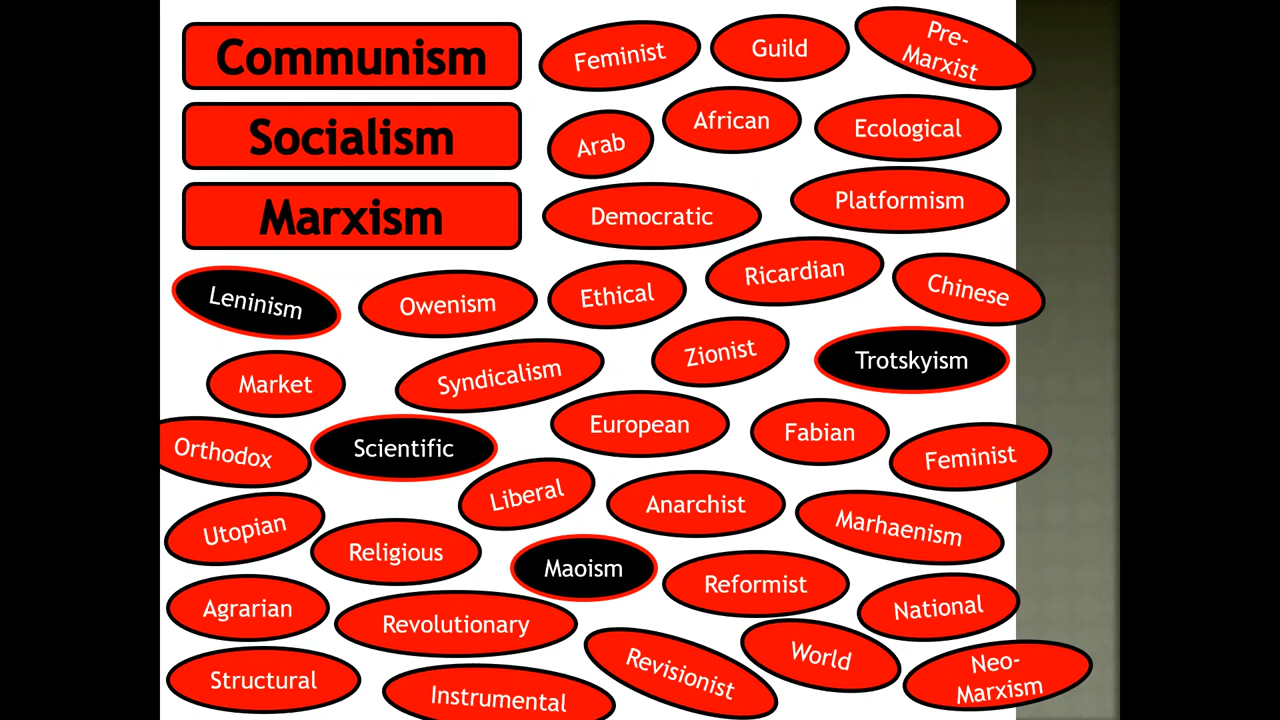 Communism
Socialism
Marxism
Feminist
Guild
Pre-
Marxist
Arab
African
Ecological
Democratic
Platformism
Leninism
Owenism
Ethical
Ricardian
Chinese
Market
Syndicalism
Zionist
Trotskyism
Orthodox
Scientific
European
Fabian
Feminist
Utopian
Religious
Liberal
Anarchist
Marhaenism
Maoism
Reformist
National
Agrarian
Revolutionary
Structural
Instrumental
Revisionist
World
Neo-
Marxism